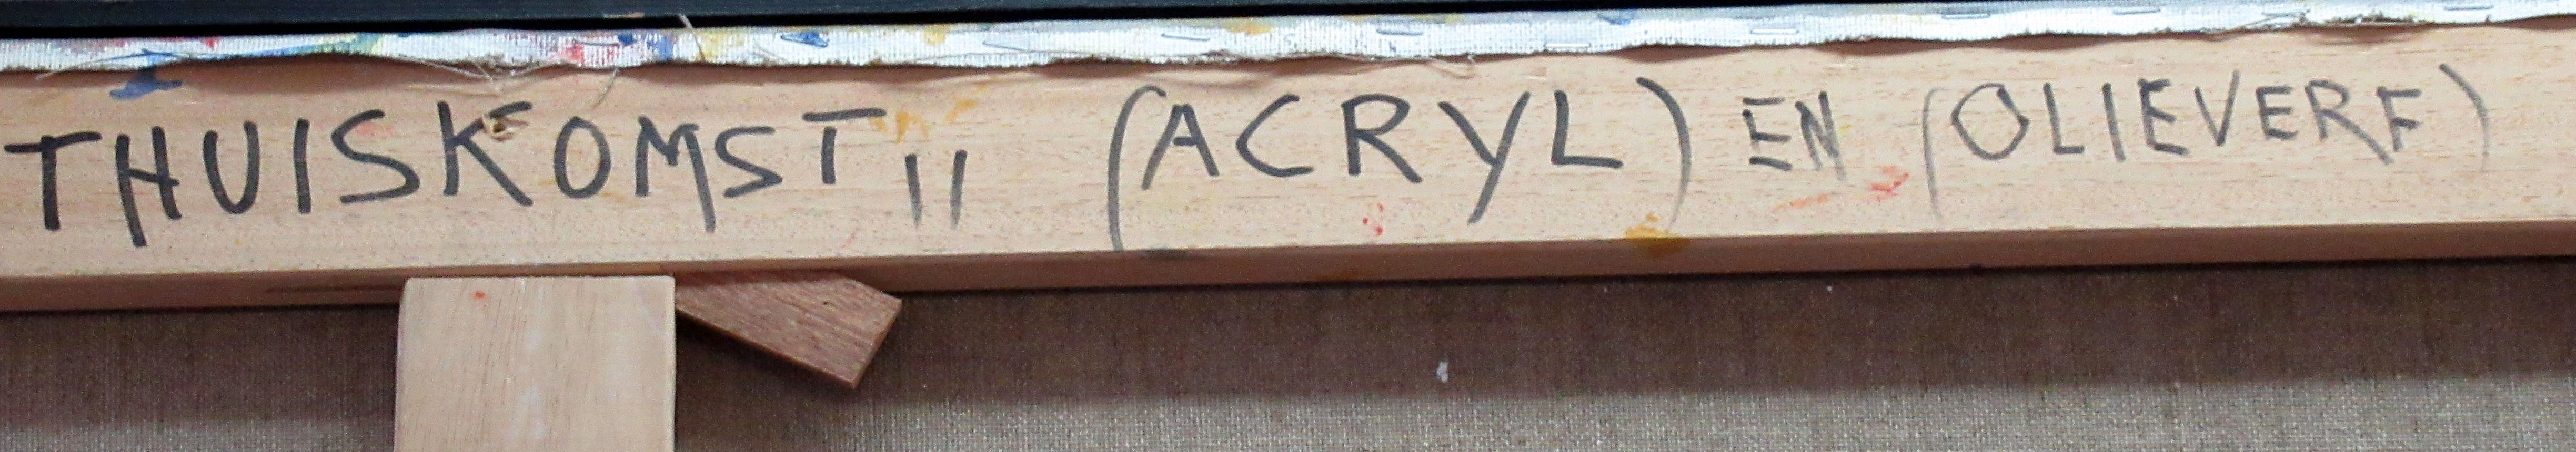 THUISKOMST II (ACRYL) EN (OLIEVERF)